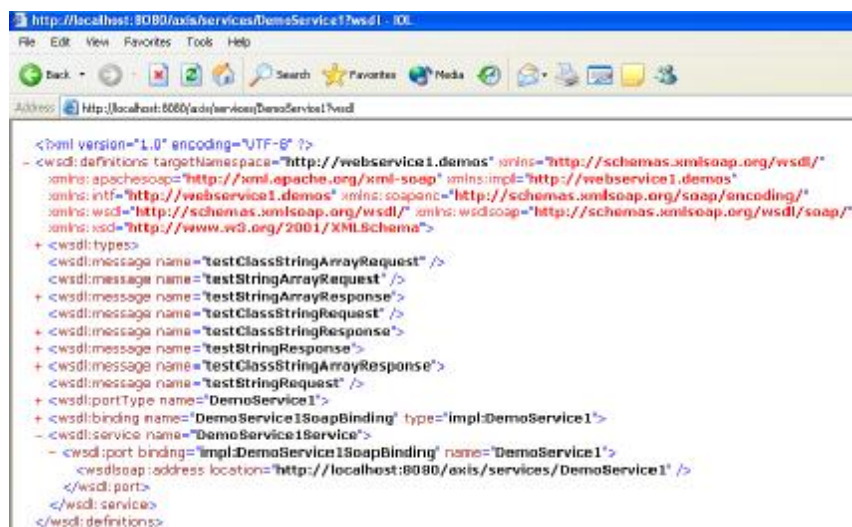 http://localhost:8080/axis/services/DemoService1?wsdl - IOL
File Edit View Favorites Tools Help
Back Search Favorites Media
Address http://localhost:8080/axis/services/DemoService1?wsdl
<?xml version="1.0" encoding="UTF-8" ?>
- <wsdl:definitions targetNamespace="http://webservice1.demos" xmlns="http://schemas.xmlsoap.org/wsdl/"
xmlns:apachesoap="http://xml.apache.org/xml-soap" xmlns:impl="http://webservice1.demos"
xmlns:intf="http://webservice1.demos" xmlns:soapenc="http://schemas.xmlsoap.org/soap/encoding/"
xmlns:wsdl="http://schemas.xmlsoap.org/wsdl/" xmlns:wsdlsoap="http://schemas.xmlsoap.org/wsdl/soap/"
xmlns:xsd="http://www.w3.org/2001/XMLSchema">
+ <wsdl:types>
<wsdl:message name="testClassStringArrayRequest" />
<wsdl:message name="testStringArrayRequest" />
+ <wsdl:message name="testStringArrayResponse">
<wsdl:message name="testClassStringRequest" />
+ <wsdl:message name="testClassStringResponse">
+ <wsdl:message name="testStringResponse">
+ <wsdl:message name="testClassStringArrayResponse">
<wsdl:message name="testStringRequest" />
+ <wsdl:portType name="DemoService1">
+ <wsdl:binding name="DemoService1SoapBinding" type="impl:DemoService1">
- <wsdl:service name="DemoService1Service">
- <wsdl:port binding="impl:DemoService1SoapBinding" name="DemoService1">
<wsdlsoap:address location="http://localhost:8080/axis/services/DemoService1" />
</wsdl:port>
</wsdl:service>
</wsdl:definitions>